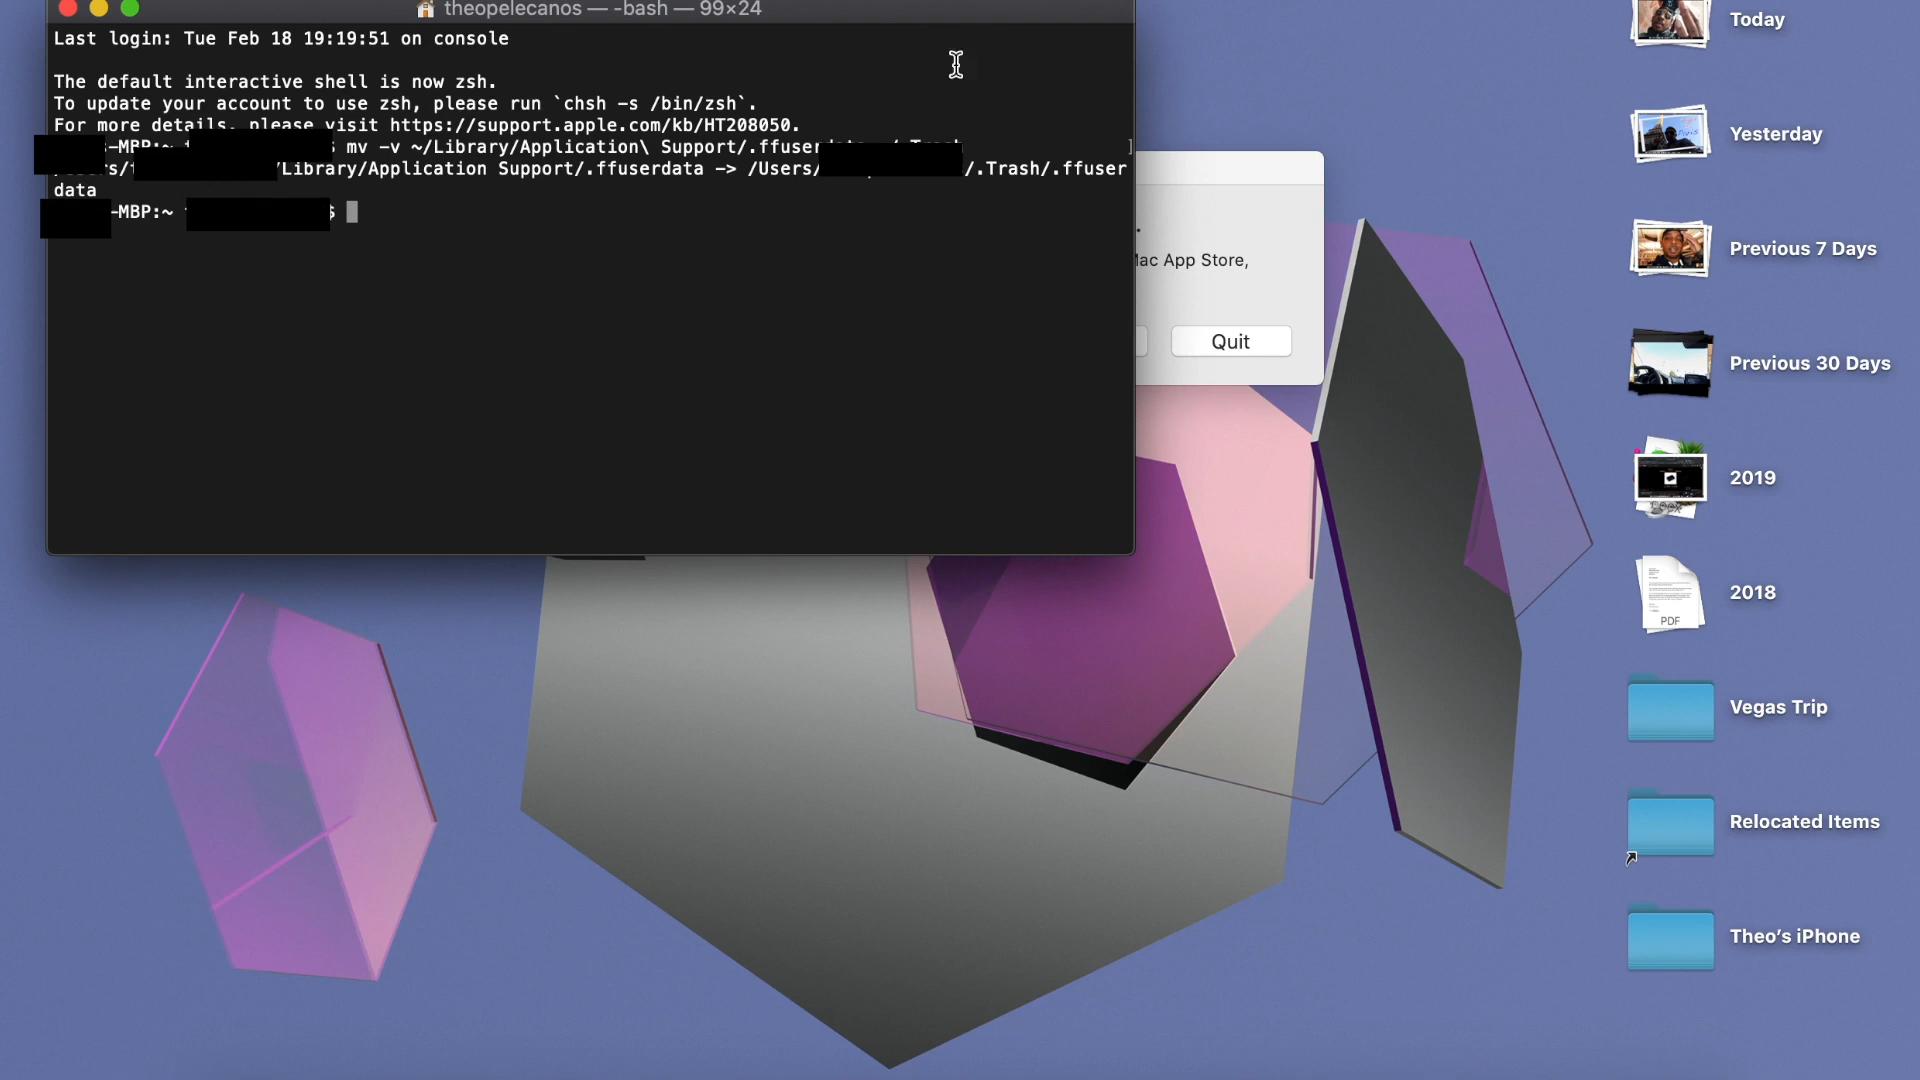 theopelecanos — -bash — 99×24
Last login: Tue Feb 18 19:19:51 on console
The default interactive shell is now zsh.
To update your account to use zsh, please run `chsh -s /bin/zsh`.
For more details, please visit https://support.apple.com/kb/HT208050.
-MBP:~ $ mv -v ~/Library/Application\ Support/.ffuserdata ~/.Trash ]
/Library/Application Support/.ffuserdata -> /Users/ /.Trash/.ffuser
data
-MBP:~ $
Mac App Store,
Quit
Today
Yesterday
Previous 7 Days
Previous 30 Days
2019
2018
PDF
Vegas Trip
Relocated Items
Theo’s iPhone